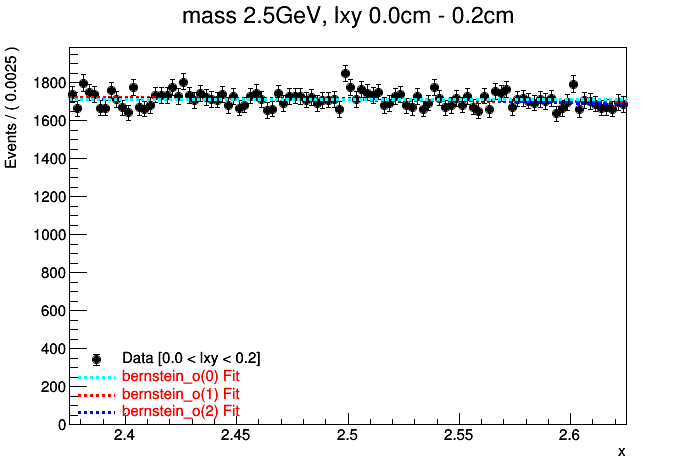 mass 2.5GeV, lxy 0.0cm - 0.2cm
Events / ( 0.0025 )
1800
1600
1400
1200
1000
800
600
400
200
0
Data [0.0 < lxy < 0.2]
bernstein_o(0) Fit
bernstein_o(1) Fit
bernstein_o(2) Fit
2.4 2.45 2.5 2.55 2.6
x